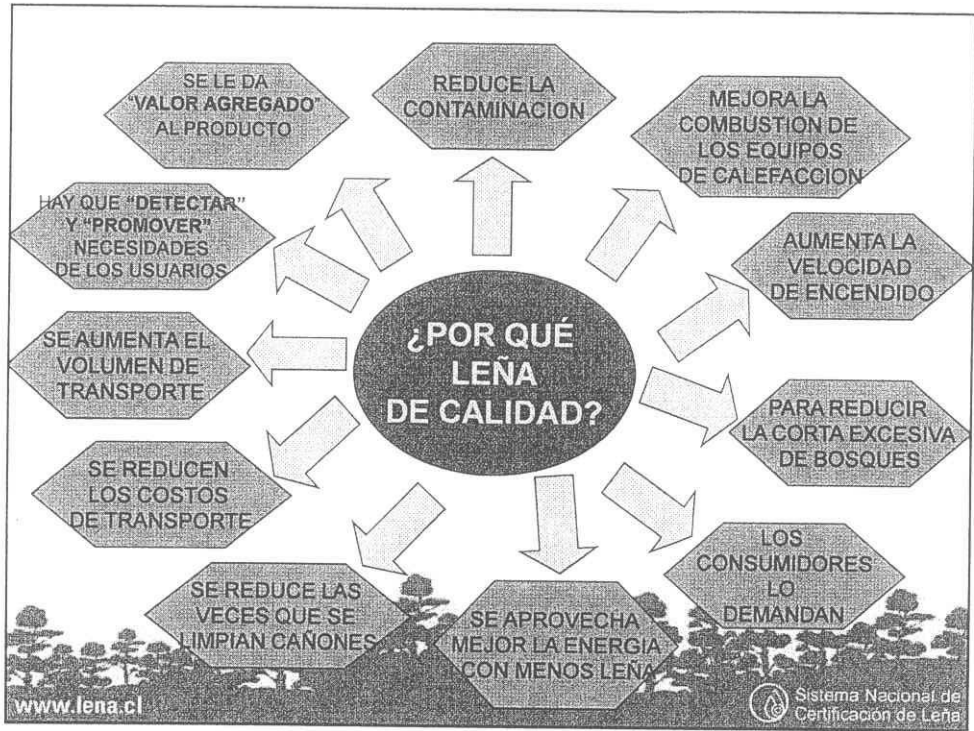 SE LE DA
"VALOR AGREGADO"
AL PRODUCTO
REDUCE LA
CONTAMINACION
MEJORA LA
COMBUSTION DE
LOS EQUIPOS
DE CALEFACCION
HAY QUE "DETECTAR"
Y "PROMOVER"
NECESIDADES
DE LOS USUARIOS
AUMENTA LA
VELOCIDAD
DE ENCENDIDO
¿POR QUÉ
LEÑA
DE CALIDAD?
SE AUMENTA EL
VOLUMEN DE
TRANSPORTE
PARA REDUCIR
LA CORTA EXCESIVA
DE BOSQUES
SE REDUCEN
LOS COSTOS
DE TRANSPORTE
LOS
CONSUMIDORES
LO
DEMANDAN
SE REDUCE LAS
VECES QUE SE
LIMPIAN CAÑONES
SE APROVECHA
MEJOR LA ENERGIA
CON MENOS LEÑA
www.lena.cl
Sistema Nacional de
Certificación de Leña